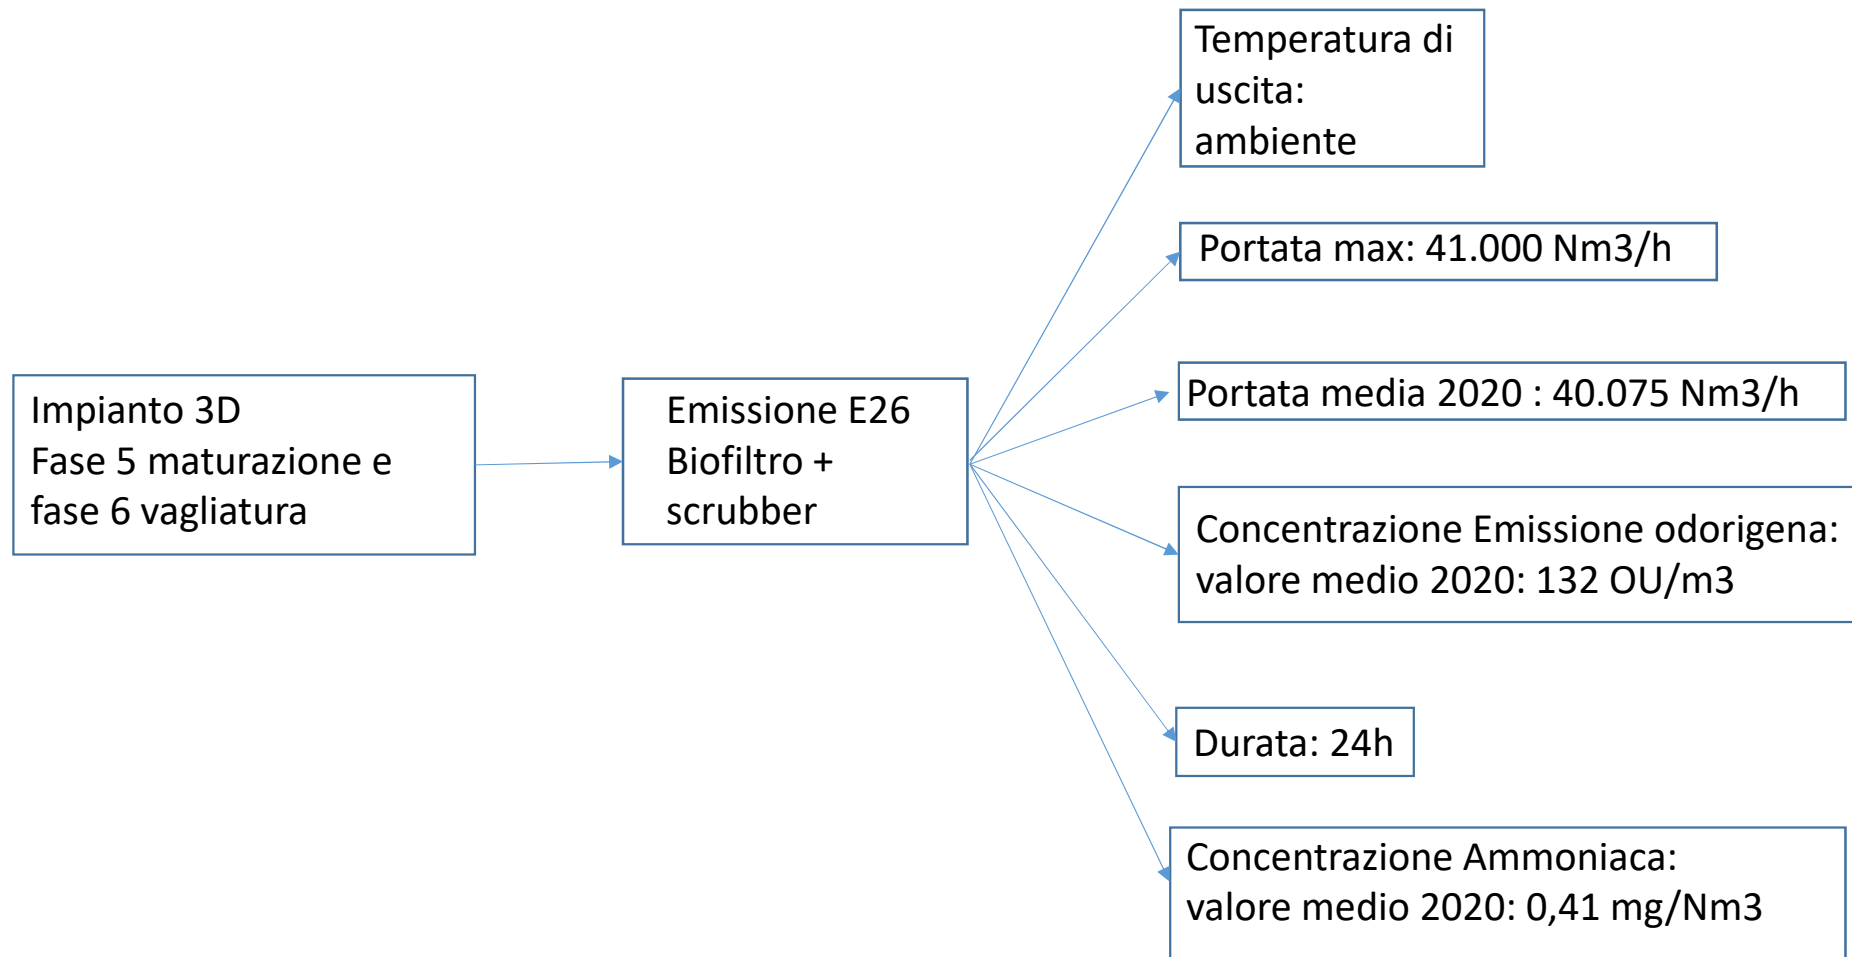 Impianto 3D
Fase 5 maturazione e
fase 6 vagliatura
Emissione E26
Biofiltro +
scrubber
Temperatura di
uscita:
ambiente
Portata max: 41.000 Nm3/h
Portata media 2020 : 40.075 Nm3/h
Concentrazione Emissione odorigena:
valore medio 2020: 132 OU/m3
Durata: 24h
Concentrazione Ammoniaca:
valore medio 2020: 0,41 mg/Nm3